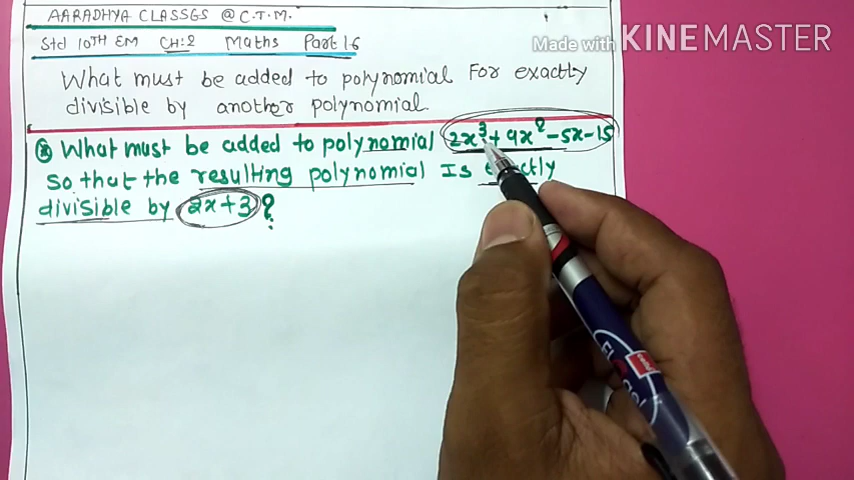 AARADHYA CLASSES @ C.T.M.
Made with KINEMASTER
Std 10TH EM CH:2 Maths Part 16
What must be added to polynomial For exactly
divisible by another polynomial.
What must be added to polynomial 2x³+9x²-5x-15
So that the resulting polynomial Is exactly
divisible by 2x+3?